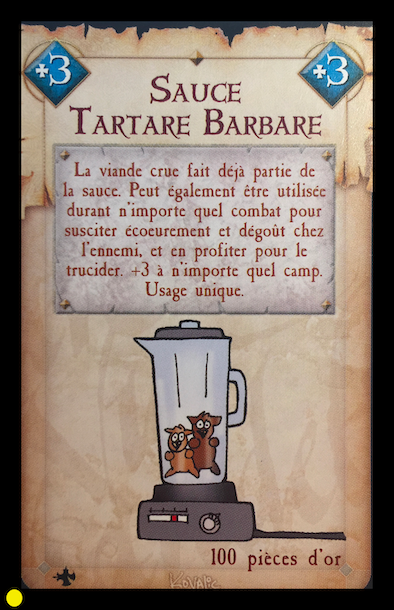 +3
+3
Sauce
Tartare Barbare
La viande crue fait déjà partie de
la sauce. Peut également être utilisée
durant n'importe quel combat pour
susciter écoeurement et dégoût chez
l'ennemi, et en profiter pour le
trucider. +3 à n'importe quel camp.
Usage unique.
100 pièces d'or
Kovalic